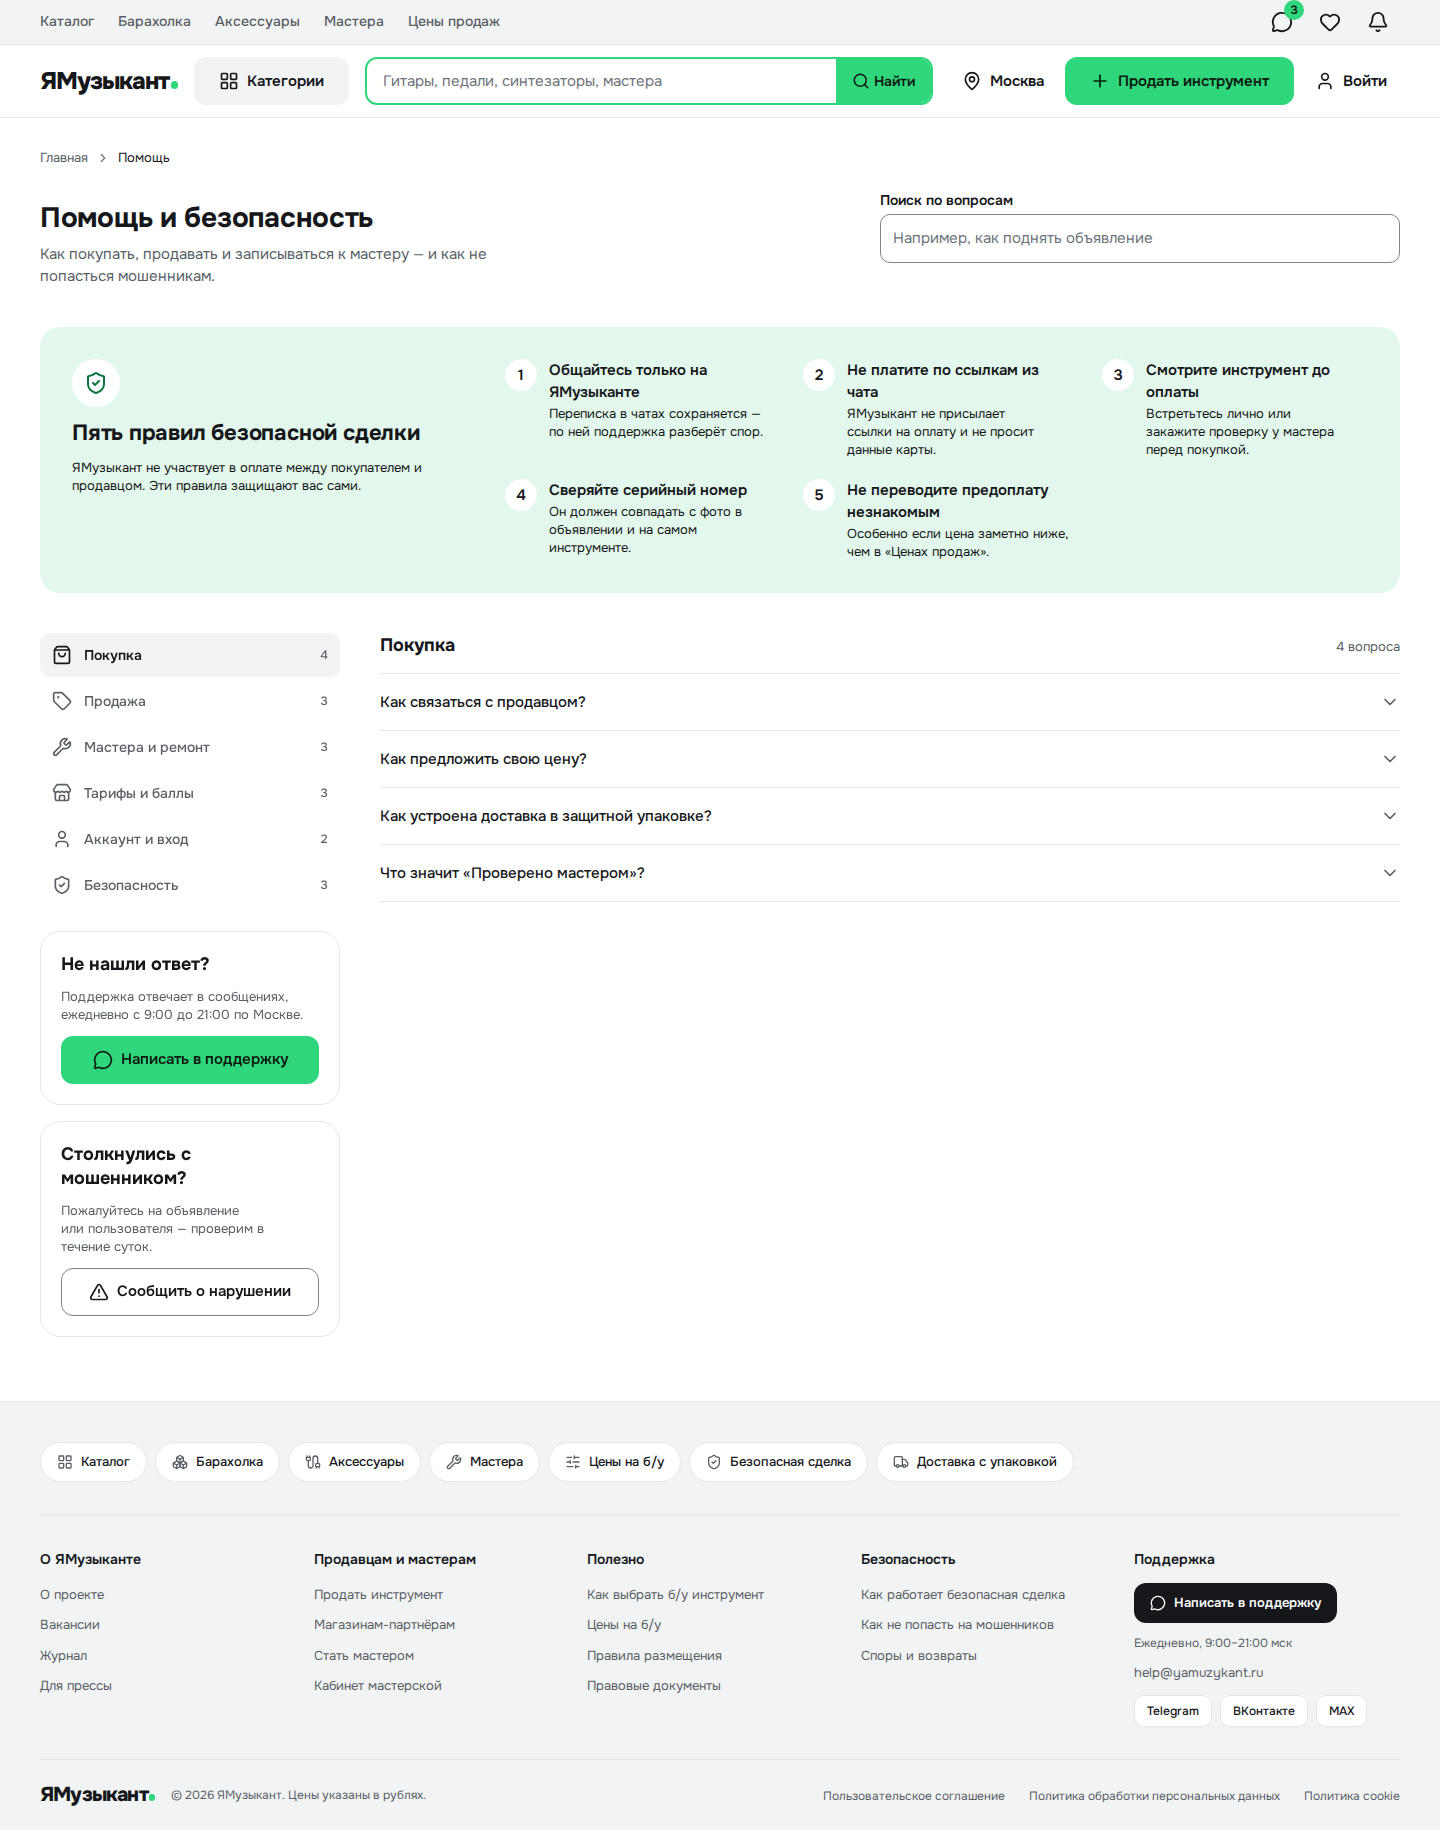 Каталог Барахолка Аксессуары Мастера Цены продаж 3
ЯМузыкант. Категории Гитары, педали, синтезаторы, мастера Найти Москва Продать инструмент Войти
Главная Помощь
Помощь и безопасность
Как покупать, продавать и записываться к мастеру — и как не
попасться мошенникам.
Поиск по вопросам
Например, как поднять объявление
Пять правил безопасной сделки
ЯМузыкант не участвует в оплате между покупателем и
продавцом. Эти правила защищают вас сами.
1 Общайтесь только на
ЯМузыканте
Переписка в чатах сохраняется —
по ней поддержка разберёт спор.
2 Не платите по ссылкам из
чата
ЯМузыкант не присылает
ссылки на оплату и не просит
данные карты.
3 Смотрите инструмент до
оплаты
Встретьтесь лично или
закажите проверку у мастера
перед покупкой.
4 Сверяйте серийный номер
Он должен совпадать с фото в
объявлении и на самом
инструменте.
5 Не переводите предоплату
незнакомым
Особенно если цена заметно ниже,
чем в «Ценах продаж».
Покупка 4
Продажа 3
Мастера и ремонт 3
Тарифы и баллы 3
Аккаунт и вход 2
Безопасность 3
Не нашли ответ?
Поддержка отвечает в сообщениях,
ежедневно с 9:00 до 21:00 по Москве.
Написать в поддержку
Столкнулись с
мошенником?
Пожалуйтесь на объявление
или пользователя — проверим в
течение суток.
Сообщить о нарушении
Покупка 4 вопроса
Как связаться с продавцом?
Как предложить свою цену?
Как устроена доставка в защитной упаковке?
Что значит «Проверено мастером»?
Каталог Барахолка Аксессуары Мастера Цены на б/у Безопасная сделка Доставка с упаковкой
О ЯМузыканте
О проекте
Вакансии
Журнал
Для прессы
Продавцам и мастерам
Продать инструмент
Магазинам-партнёрам
Стать мастером
Кабинет мастерской
Полезно
Как выбрать б/у инструмент
Цены на б/у
Правила размещения
Правовые документы
Безопасность
Как работает безопасная сделка
Как не попасть на мошенников
Споры и возвраты
Поддержка
Написать в поддержку
Ежедневно, 9:00–21:00 мск
help@yamuzykant.ru
Telegram ВКонтакте MAX
ЯМузыкант. © 2026 ЯМузыкант. Цены указаны в рублях. Пользовательское соглашение Политика обработки персональных данных Политика cookie